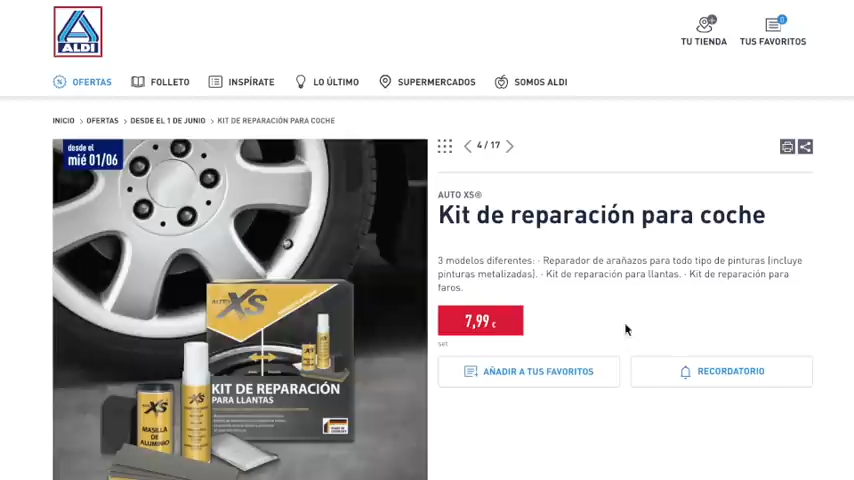 ALDI
TU TIENDA
TUS FAVORITOS
OFERTAS
FOLLETO
INSPÍRATE
LO ÚLTIMO
SUPERMERCADOS
SOMOS ALDI
INICIO > OFERTAS > DESDE EL 1 DE JUNIO > KIT DE REPARACIÓN PARA COCHE
desde el
mié 01/06
4 / 17
AUTO XS®
Kit de reparación para coche
3 modelos diferentes: · Reparador de arañazos para todo tipo de pinturas (incluye
pinturas metalizadas). · Kit de reparación para llantas. · Kit de reparación para
faros.
7,99 €
set
AÑADIR A TUS FAVORITOS
RECORDATORIO
AUTO XS
KIT DE REPARACIÓN
PARA LLANTAS
XS
MASILLA
DE
ALUMINIO